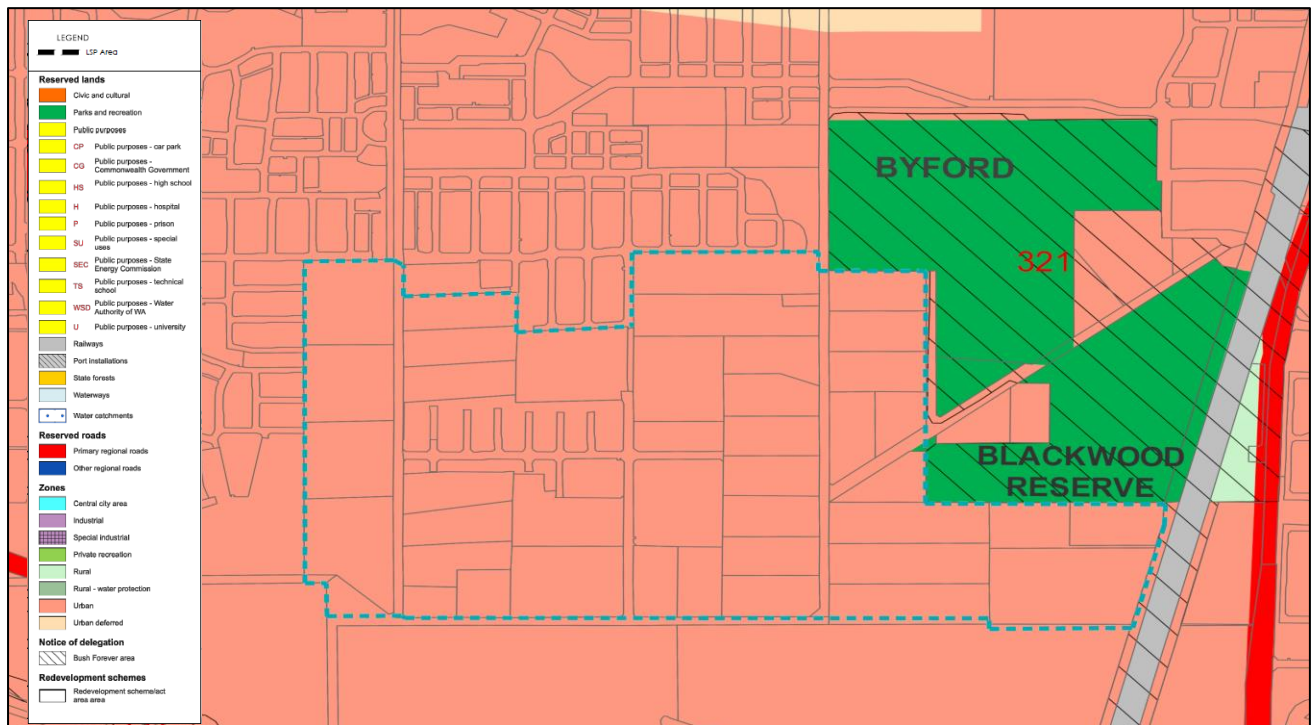 LEGEND
LSP Area
Reserved lands
Civic and cultural
Parks and recreation
Public purposes
CP Public purposes - car park
CG Public purposes -
Commonwealth Government
HS Public purposes - high school
H Public purposes - hospital
P Public purposes - prison
SU Public purposes - special
uses
SEC Public purposes - State
Energy Commission
TS Public purposes - technical
school
WSD Public purposes - Water
Authority of WA
U Public purposes - university
Railways
Port installations
State forests
Waterways
Water catchments
Reserved roads
Primary regional roads
Other regional roads
Zones
Central city area
Industrial
Special industrial
Private recreation
Rural
Rural - water protection
Urban
Urban deferred
Notice of delegation
Bush Forever area
Redevelopment schemes
Redevelopment scheme/act
area area
BYFORD
321
BLACKWOOD
RESERVE